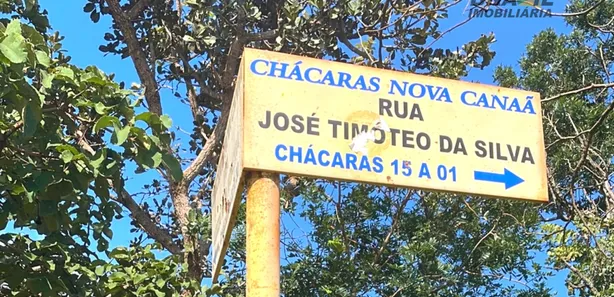 IMOBILIÁRIA
CHÁCARAS NOVA CANAÃ
RUA
JOSÉ TIMÓTEO DA SILVA
CHÁCARAS 15 A 01